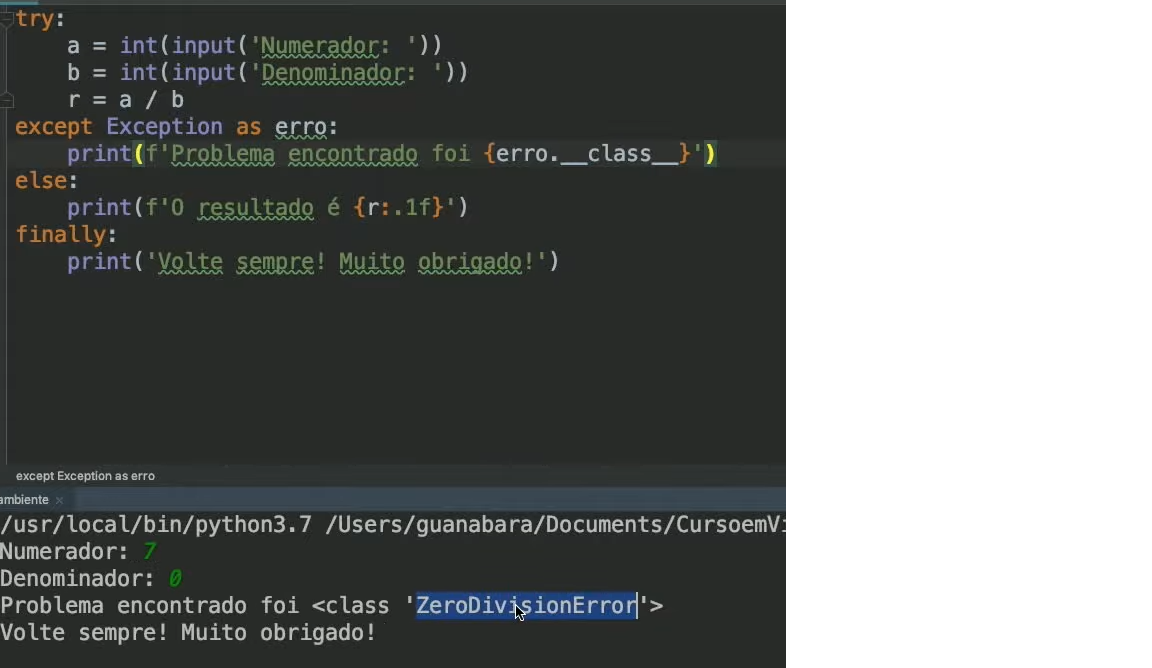 try:
    a = int(input('Numerador: '))
    b = int(input('Denominador: '))
    r = a / b
except Exception as erro:
    print(f'Problema encontrado foi {erro.__class__}')
else:
    print(f'O resultado é {r:.1f}')
finally:
    print('Volte sempre! Muito obrigado!')
except Exception as erro
ambiente ×
/usr/local/bin/python3.7 /Users/guanabara/Documents/CursoemVi
Numerador: 7
Denominador: 0
Problema encontrado foi <class 'ZeroDivisionError'>
Volte sempre! Muito obrigado!